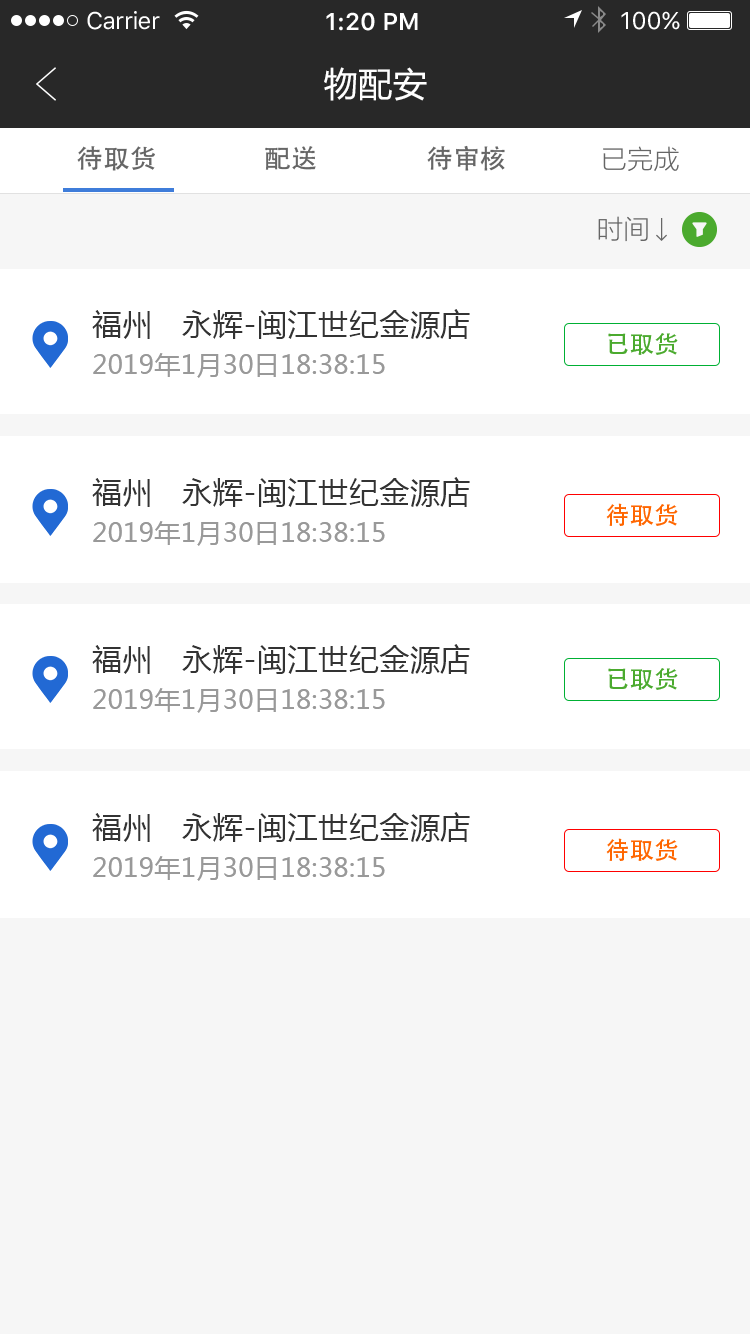 Carrier 1:20 PM 100%
物配安
待取货 配送 待审核 已完成
时间↓
福州　永辉-闽江世纪金源店
2019年1月30日18:38:15
已取货
福州　永辉-闽江世纪金源店
2019年1月30日18:38:15
待取货
福州　永辉-闽江世纪金源店
2019年1月30日18:38:15
已取货
福州　永辉-闽江世纪金源店
2019年1月30日18:38:15
待取货